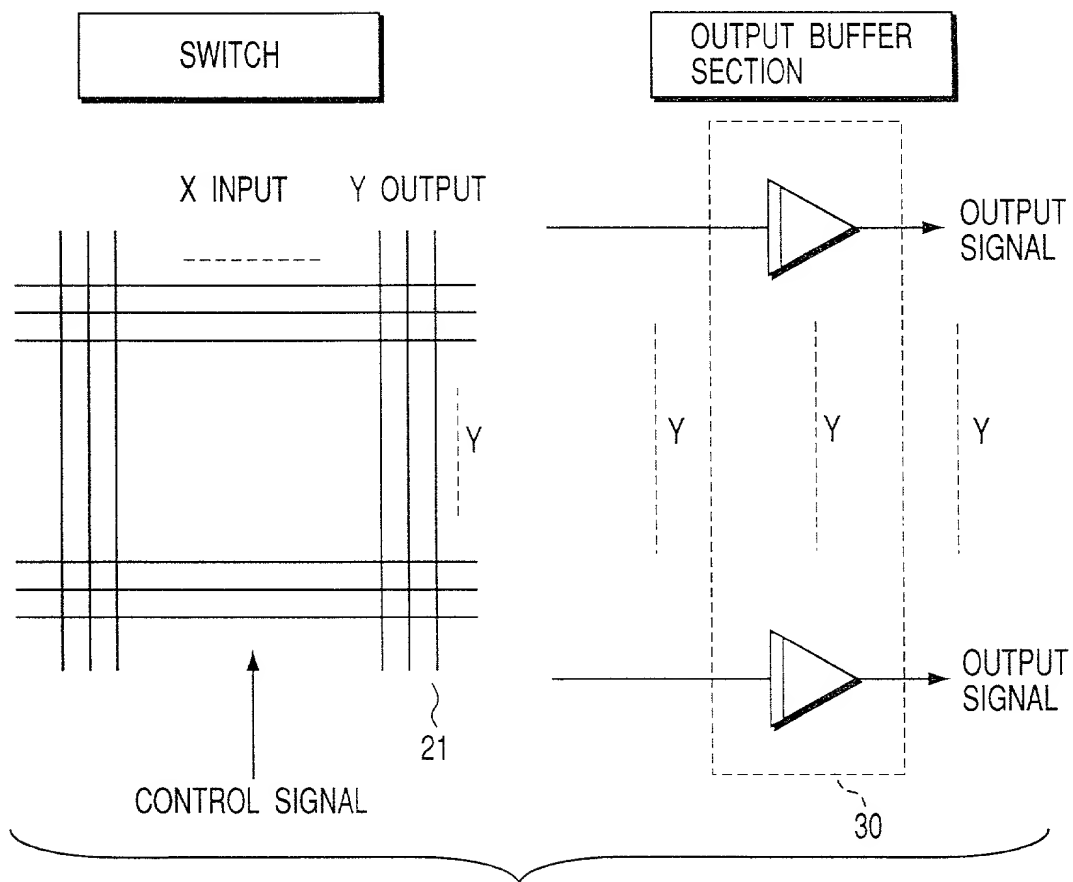 SWITCH
OUTPUT BUFFER
SECTION
X INPUT
Y OUTPUT
OUTPUT
SIGNAL
Y
Y
Y
Y
OUTPUT
SIGNAL
21
CONTROL SIGNAL
30